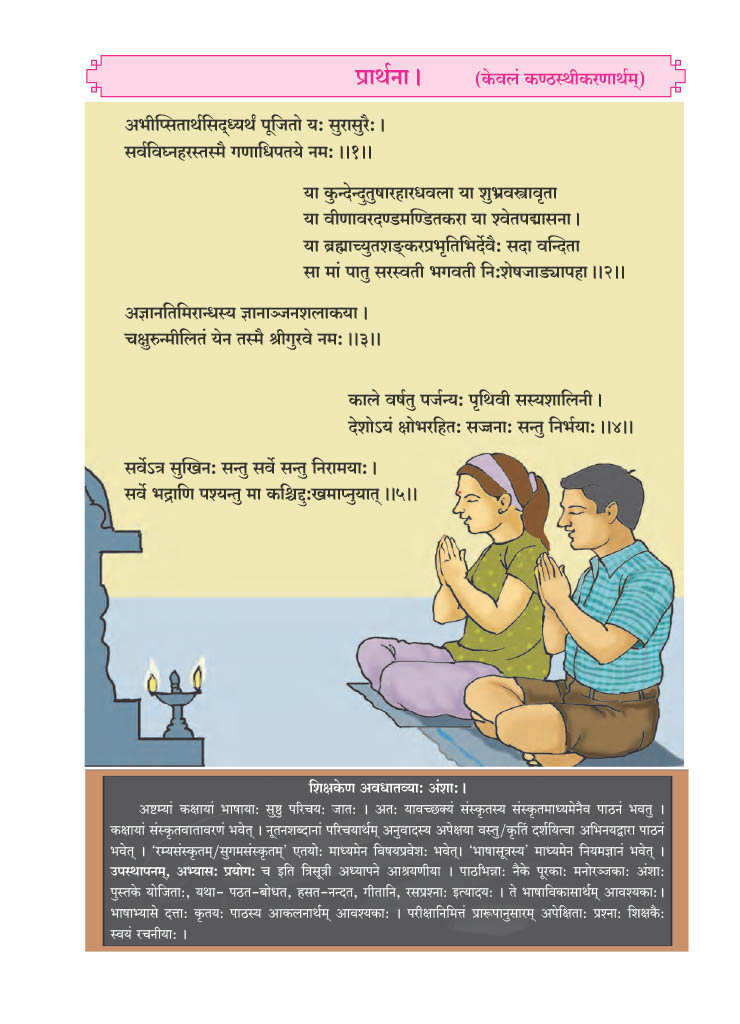 प्रार्थना । (केवलं कण्ठस्थीकरणार्थम्)
अभीप्सितार्थसिद्ध्यर्थं पूजितो यः सुरासुरैः ।
सर्वविघ्नहरस्तस्मै गणाधिपतये नमः ।।१।।
या कुन्देन्दुतुषारहारधवला या शुभ्रवस्त्रावृता
या वीणावरदण्डमण्डितकरा या श्वेतपद्मासना ।
या ब्रह्माच्युतशङ्करप्रभृतिभिर्देवैः सदा वन्दिता
सा मां पातु सरस्वती भगवती निःशेषजाड्यापहा ।।२।।
अज्ञानतिमिरान्धस्य ज्ञानाञ्जनशलाकया ।
चक्षुरुन्मीलितं येन तस्मै श्रीगुरवे नमः ।।३।।
काले वर्षतु पर्जन्यः पृथिवी सस्यशालिनी ।
देशोऽयं क्षोभरहितः सज्जनाः सन्तु निर्भयाः ।।४।।
सर्वेऽत्र सुखिनः सन्तु सर्वे सन्तु निरामयाः ।
सर्वे भद्राणि पश्यन्तु मा कश्चिद्दुःखमाप्नुयात् ।।५।।
शिक्षकेण अवधातव्याः अंशाः ।
अष्टम्यां कक्षायां भाषायाः सुष्ठु परिचयः जातः । अतः यावच्छक्यं संस्कृतस्य संस्कृतमाध्यमेनैव पाठनं भवतु ।
कक्षायां संस्कृतवातावरणं भवेत् । नूतनशब्दानां परिचयार्थम् अनुवादस्य अपेक्षया वस्तु/कृतिं दर्शयित्वा अभिनयद्वारा पाठनं
भवेत् । 'रम्यसंस्कृतम्/सुगमसंस्कृतम्' एतयोः माध्यमेन विषयप्रवेशः भवेत्। 'भाषासूत्रस्य' माध्यमेन नियमज्ञानं भवेत् ।
उपस्थापनम्, अभ्यासः प्रयोगः च इति त्रिसूत्री अध्यापने आश्रयणीया । पाठभिन्नाः नैके पूरकाः मनोरञ्जकाः अंशाः
पुस्तके योजिताः, यथा- पठत-बोधत, हसत-नन्दत, गीतानि, रसप्रश्नाः इत्यादयः । ते भाषाविकासार्थम् आवश्यकाः ।
भाषाभ्यासे दत्ताः कृतयः पाठस्य आकलनार्थम् आवश्यकाः । परीक्षानिमित्तं प्रारूपानुसारम् अपेक्षिताः प्रश्नाः शिक्षकैः
स्वयं रचनीयाः ।